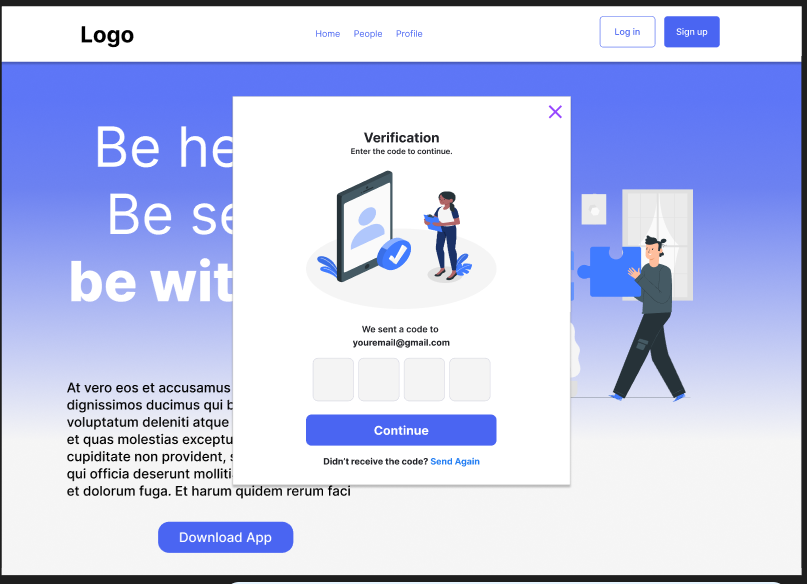 Logo
Home People Profile
Log in
Sign up
Be he
Be se
be wit
At vero eos et accusamus
dignissimos ducimus qui b
voluptatum deleniti atque
et quas molestias exceptu
cupiditate non provident, s
qui officia deserunt molliti
et dolorum fuga. Et harum quidem rerum faci
Download App
Verification
Enter the code to continue.
We sent a code to
youremail@gmail.com
Continue
Didn't receive the code? Send Again